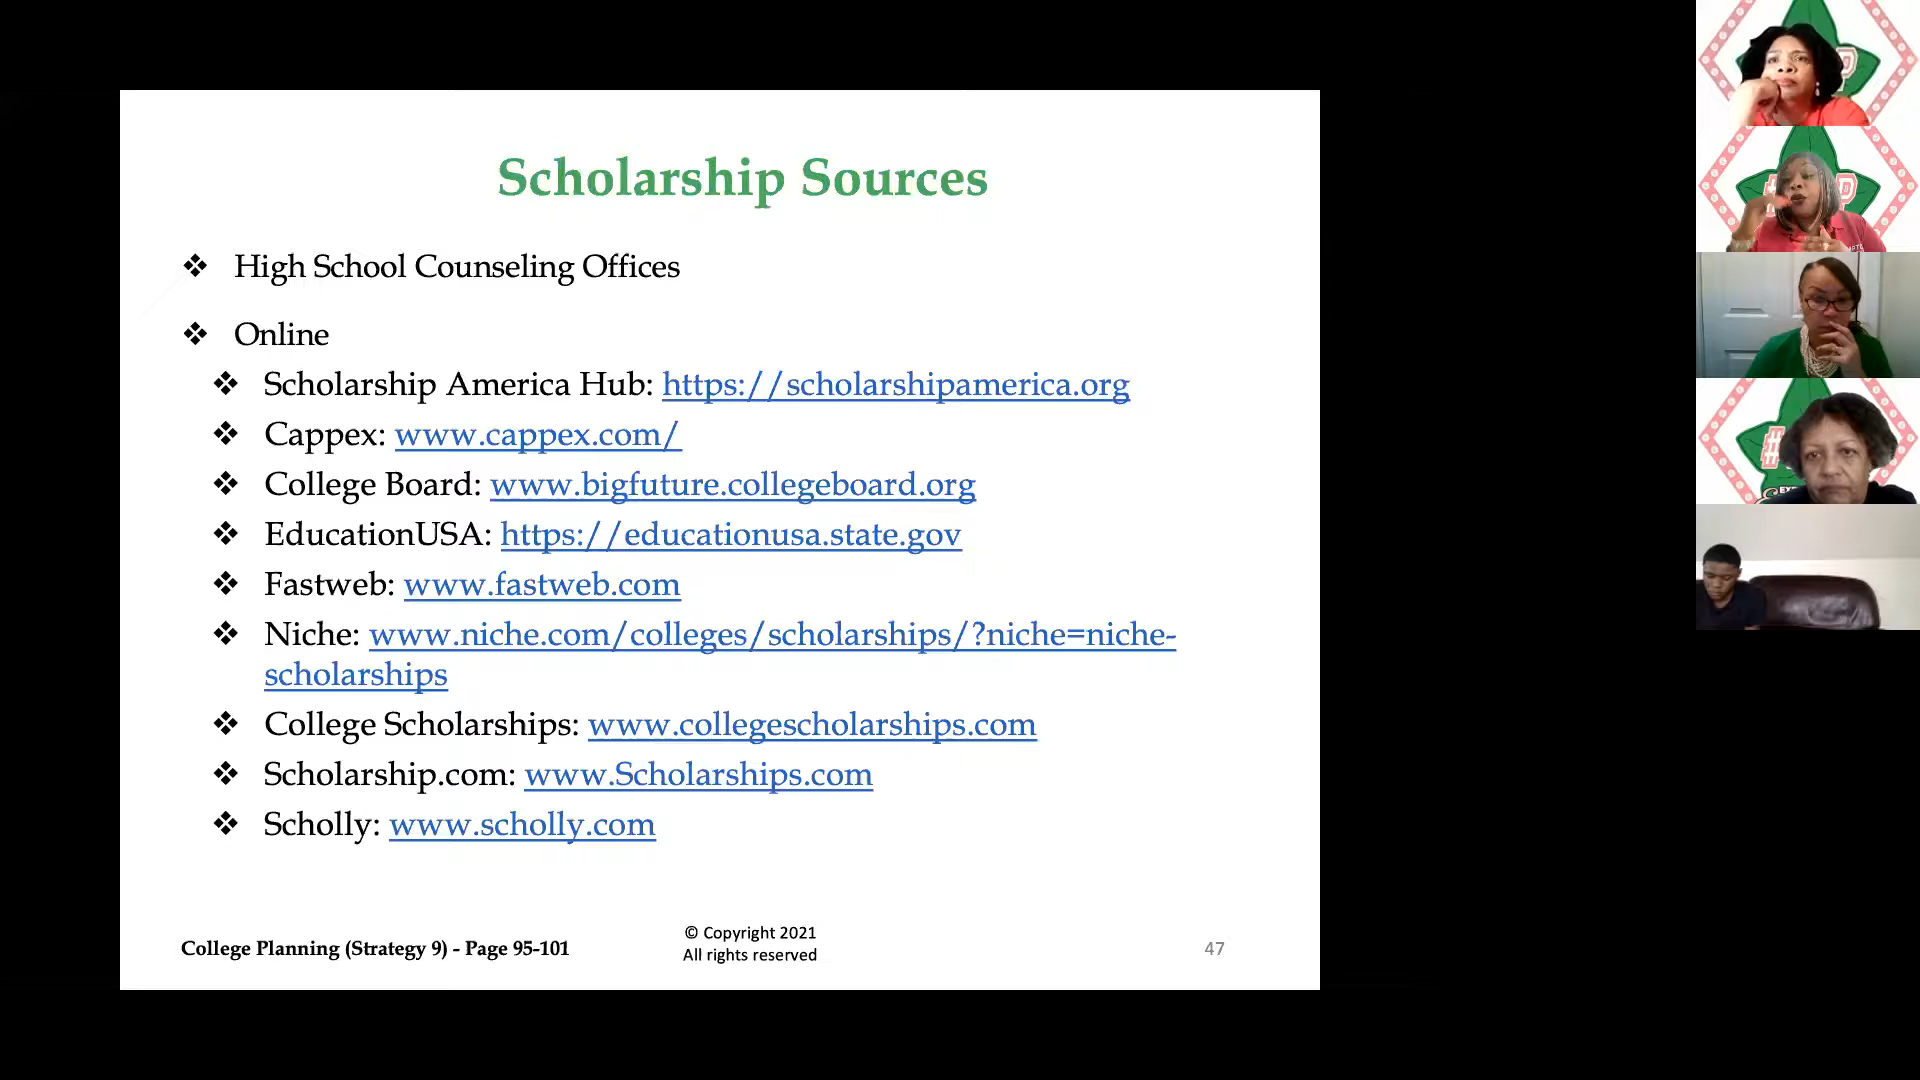 Scholarship Sources
❖ High School Counseling Offices
❖ Online
❖ Scholarship America Hub: https://scholarshipamerica.org
❖ Cappex: www.cappex.com/
❖ College Board: www.bigfuture.collegeboard.org
❖ EducationUSA: https://educationusa.state.gov
❖ Fastweb: www.fastweb.com
❖ Niche: www.niche.com/colleges/scholarships/?niche=niche-
scholarships
❖ College Scholarships: www.collegescholarships.com
❖ Scholarship.com: www.Scholarships.com
❖ Scholly: www.scholly.com
College Planning (Strategy 9) - Page 95-101
© Copyright 2021
All rights reserved
47